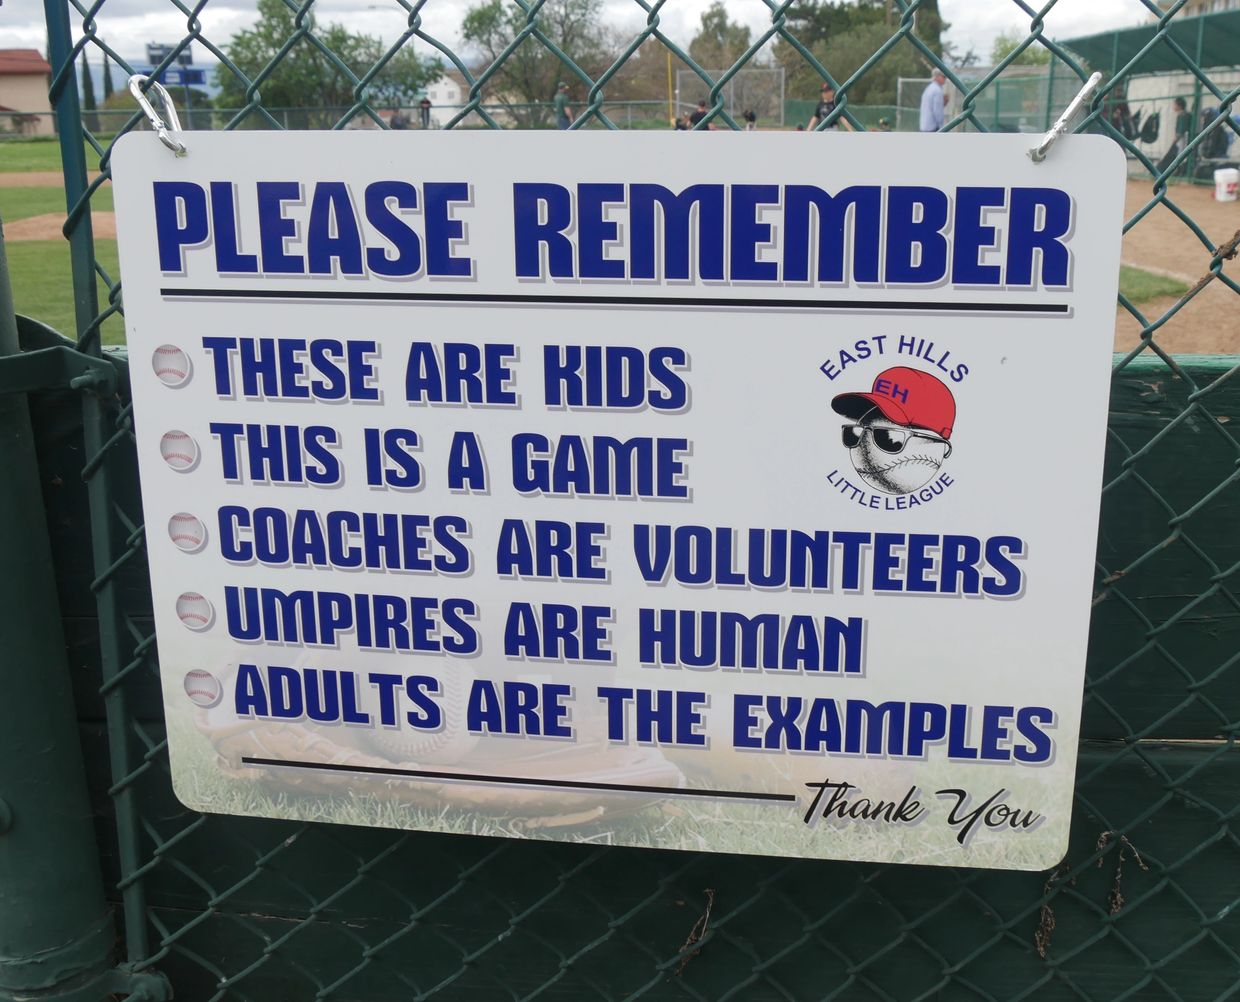 PLEASE REMEMBER
THESE ARE KIDS
THIS IS A GAME
COACHES ARE VOLUNTEERS
UMPIRES ARE HUMAN
ADULTS ARE THE EXAMPLES
Thank You
EAST HILLS
EH
LITTLE LEAGUE